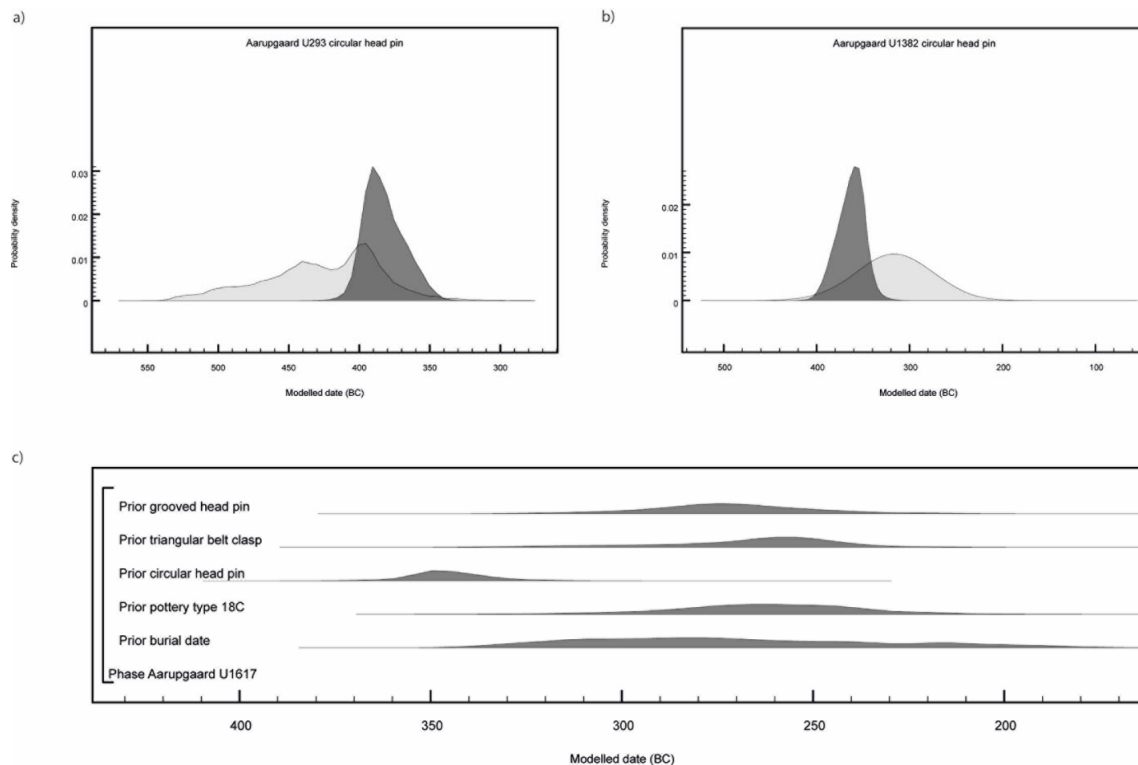 a)
Aarupgaard U293 circular head pin
Probability density
0.03
0.02
0.01
0
550 500 450 400 350 300
Modelled date (BC)
b)
Aarupgaard U1382 circular head pin
Probability density
0.02
0.01
0
500 400 300 200 100
Modelled date (BC)
c)
Prior grooved head pin
Prior triangular belt clasp
Prior circular head pin
Prior pottery type 18C
Prior burial date
Phase Aarupgaard U1617
400 350 300 250 200
Modelled date (BC)